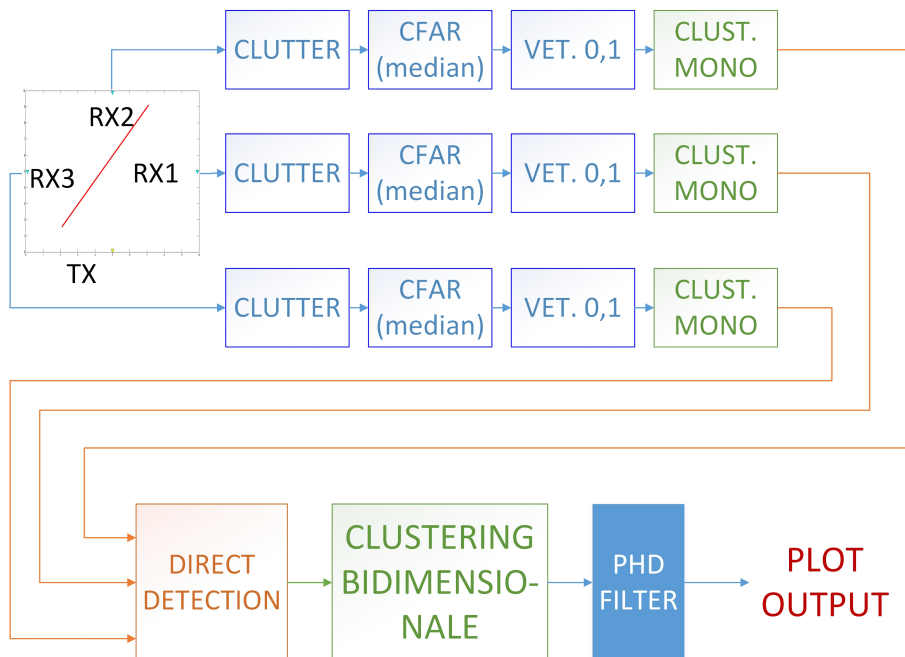 CLUTTER
CFAR
(median)
VET. 0,1
CLUST.
MONO
RX2
RX3
RX1
TX
CLUTTER
CFAR
(median)
VET. 0,1
CLUST.
MONO
CLUTTER
CFAR
(median)
VET. 0,1
CLUST.
MONO
DIRECT
DETECTION
CLUSTERING
BIDIMENSIO-
NALE
PHD
FILTER
PLOT
OUTPUT